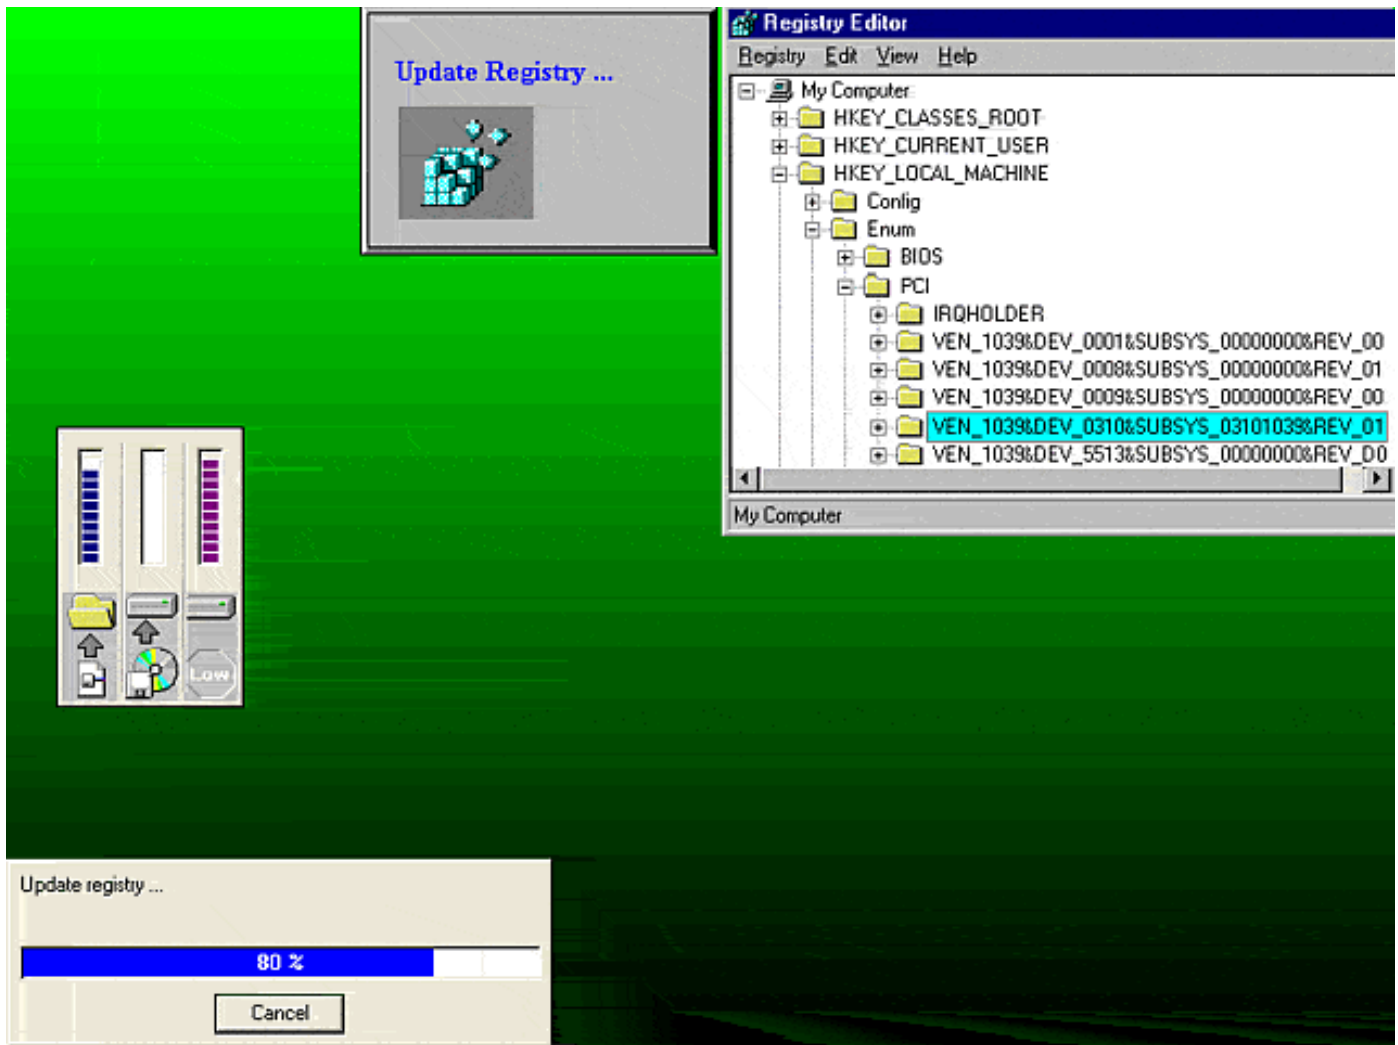 Update Registry ...
Registry Editor
Registry Edit View Help
My Computer
HKEY_CLASSES_ROOT
HKEY_CURRENT_USER
HKEY_LOCAL_MACHINE
Config
Enum
BIOS
PCI
IRQHOLDER
VEN_1039&DEV_0001&SUBSYS_00000000&REV_00
VEN_1039&DEV_0008&SUBSYS_00000000&REV_01
VEN_1039&DEV_0009&SUBSYS_00000000&REV_00
VEN_1039&DEV_0310&SUBSYS_03101039&REV_01
VEN_1039&DEV_5513&SUBSYS_00000000&REV_D0
My Computer
Low
Update registry ...
80 %
Cancel